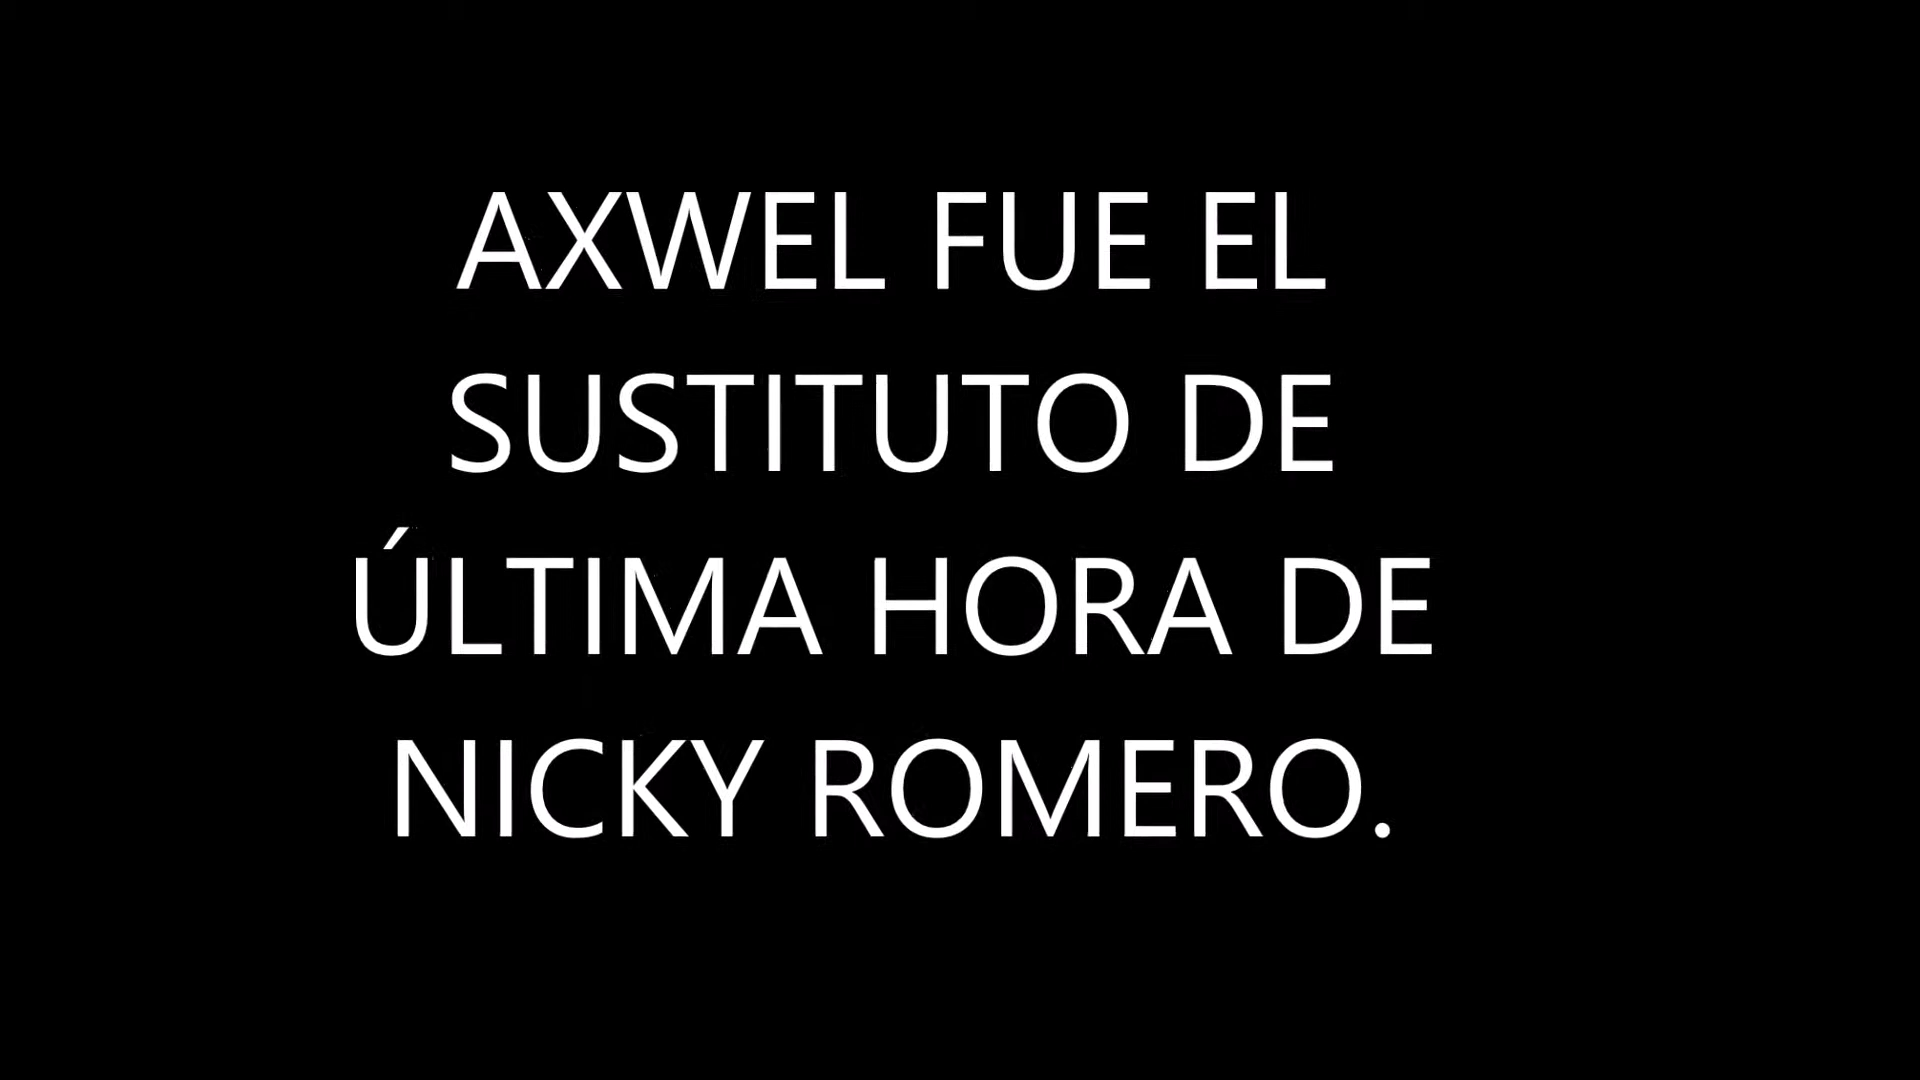 AXWEL FUE EL
SUSTITUTO DE
ÚLTIMA HORA DE
NICKY ROMERO.